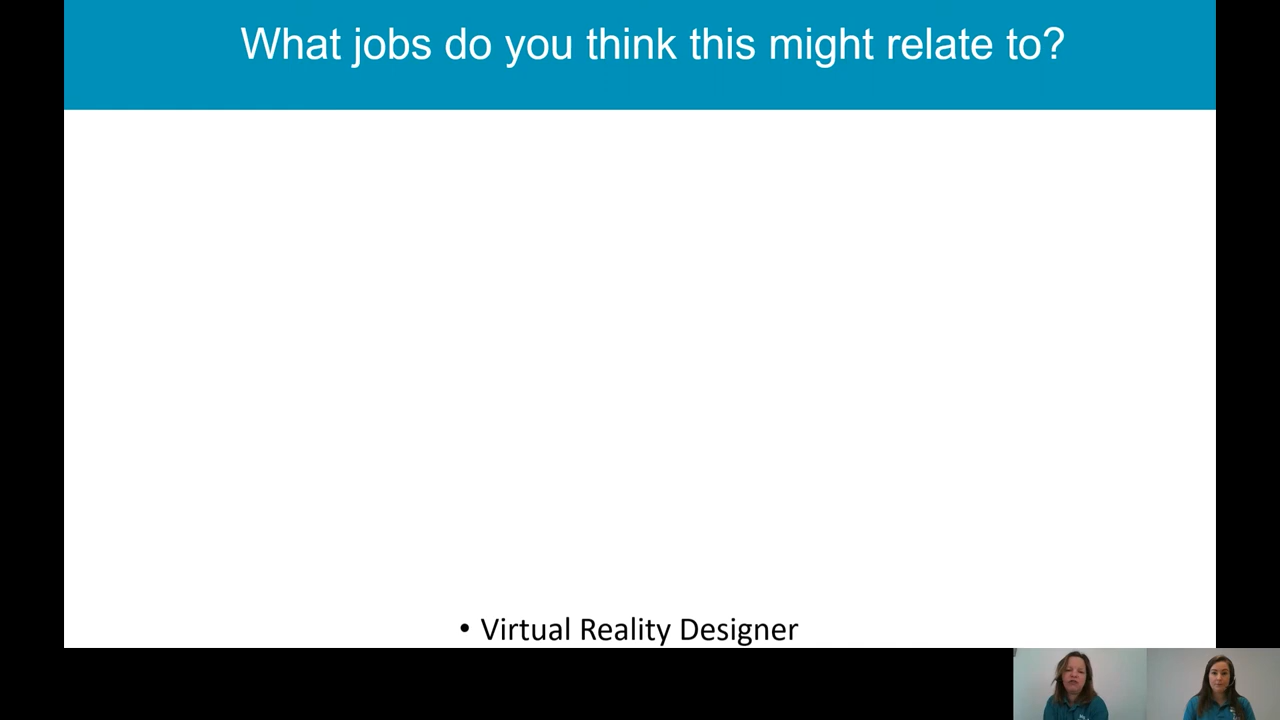 What jobs do you think this might relate to?
• Virtual Reality Designer